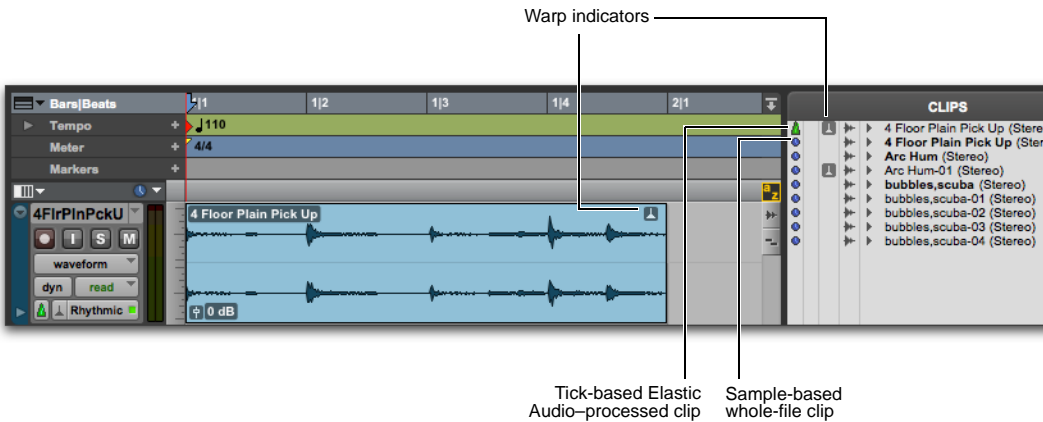 Warp indicators
Bars|Beats
1|1
1|2
1|3
1|4
2|1
CLIPS
Tempo
110
4 Floor Plain Pick Up (Stere
Meter
4/4
4 Floor Plain Pick Up (Ster
Arc Hum (Stereo)
Markers
Arc Hum-01 (Stereo)
bubbles,scuba (Stereo)
a
z
bubbles,scuba-01 (Stereo)
4FlrPlnPckU
4 Floor Plain Pick Up
bubbles,scuba-02 (Stereo)
bubbles,scuba-03 (Stereo)
I
S
M
bubbles,scuba-04 (Stereo)
waveform
dyn
read
Rhythmic
0 dB
Tick-based Elastic
Audio–processed clip
Sample-based
whole-file clip